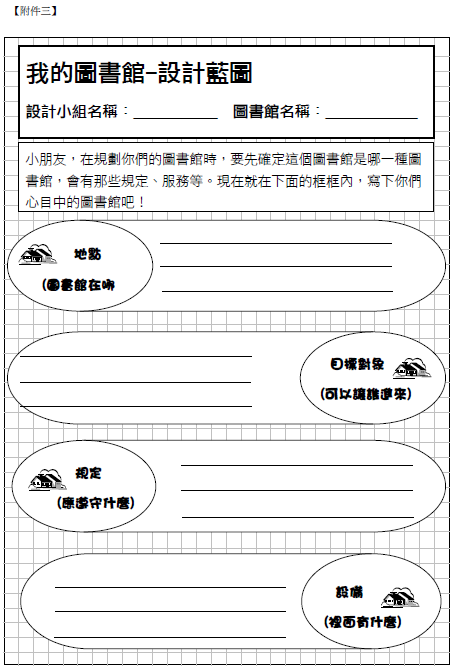 【附件三】
我的圖書館-設計藍圖
設計小組名稱：__________ 圖書館名稱：___________
小朋友，在規劃你們的圖書館時，要先確定這個圖書館是哪一種圖
書館，會有那些規定、服務等。現在就在下面的框框內，寫下你們
心目中的圖書館吧！
地點
(圖書館在哪
目標對象
(可以讓誰進來)
規定
(應遵守什麼)
設備
(裡面有什麼)